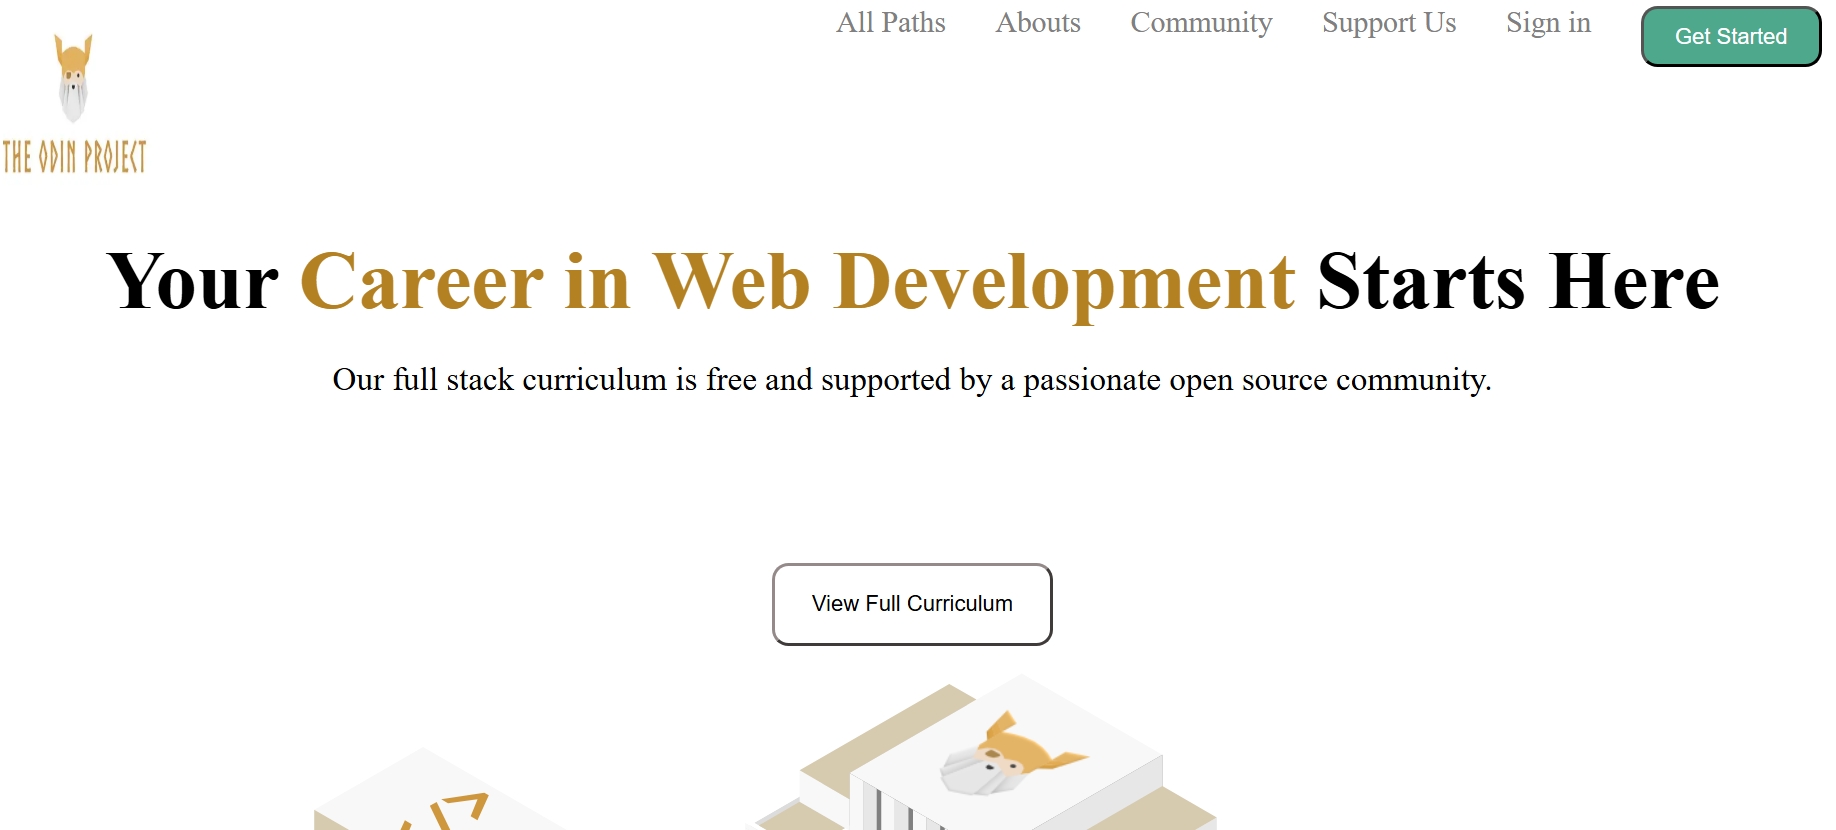 All Paths Abouts Community Support Us Sign in Get Started
THE ODIN PROJECT
Your Career in Web Development Starts Here
Our full stack curriculum is free and supported by a passionate open source community.
View Full Curriculum